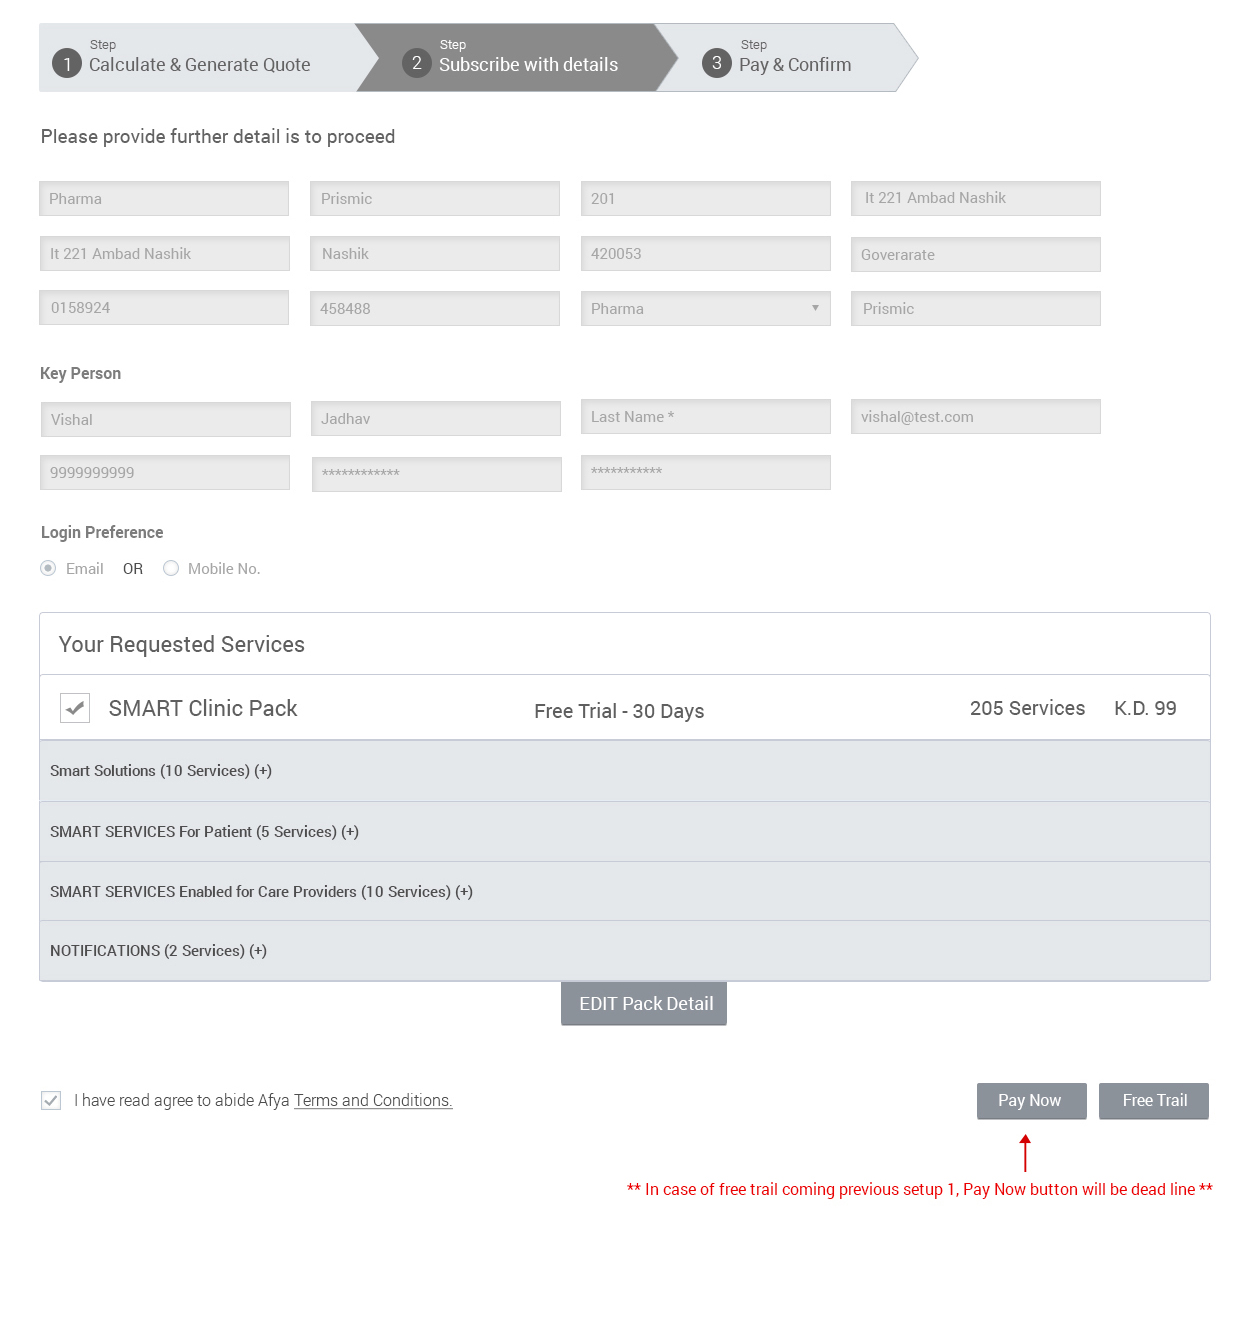 Step
1 Calculate & Generate Quote
Step
2 Subscribe with details
Step
3 Pay & Confirm
Please provide further detail is to proceed
Pharma
Prismic
201
It 221 Ambad Nashik
It 221 Ambad Nashik
Nashik
420053
Goverarate
0158924
458488
Pharma
Prismic
Key Person
Vishal
Jadhav
Last Name *
vishal@test.com
9999999999
************
***********
Login Preference
Email OR Mobile No.
Your Requested Services
SMART Clinic Pack
Free Trial - 30 Days
205 Services
K.D. 99
Smart Solutions (10 Services) (+)
SMART SERVICES For Patient (5 Services) (+)
SMART SERVICES Enabled for Care Providers (10 Services) (+)
NOTIFICATIONS (2 Services) (+)
EDIT Pack Detail
I have read agree to abide Afya Terms and Conditions.
Pay Now
Free Trail
** In case of free trail coming previous setup 1, Pay Now button will be dead line **